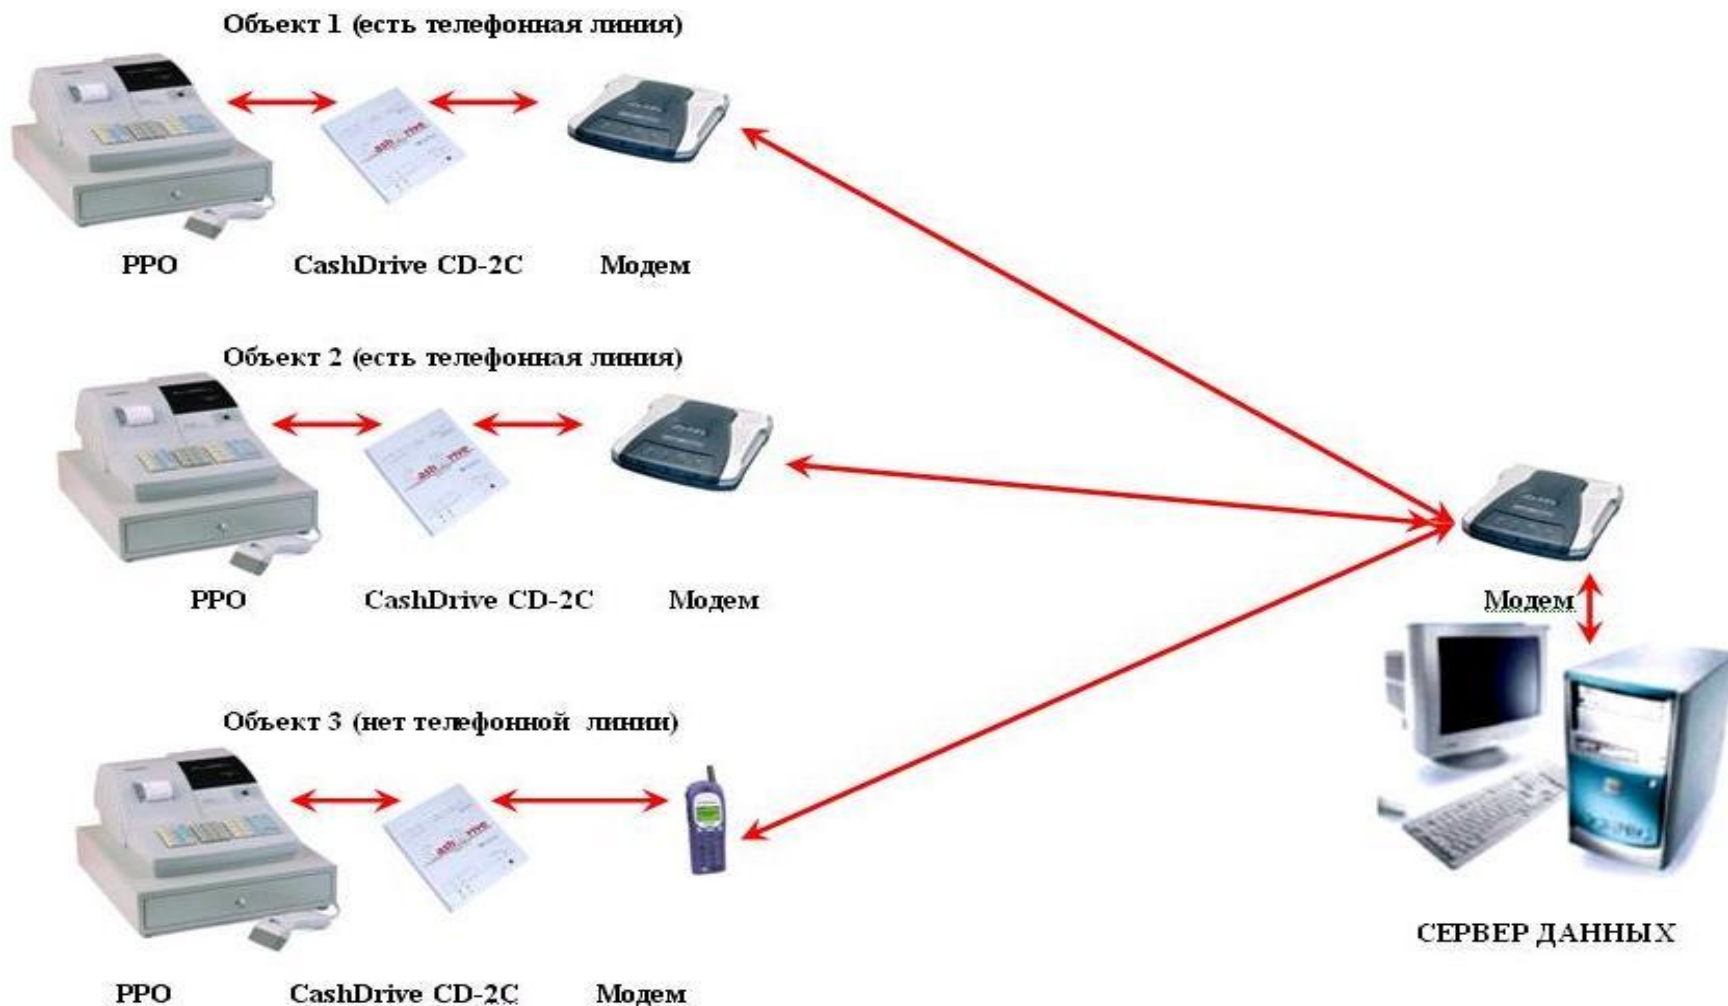 Объект 1 (есть телефонная линия)
РРО CashDrive CD-2C Модем
Объект 2 (есть телефонная линия)
РРО CashDrive CD-2C Модем
Модем
Объект 3 (нет телефонной линии)
СЕРВЕР ДАННЫХ
РРО CashDrive CD-2C Модем